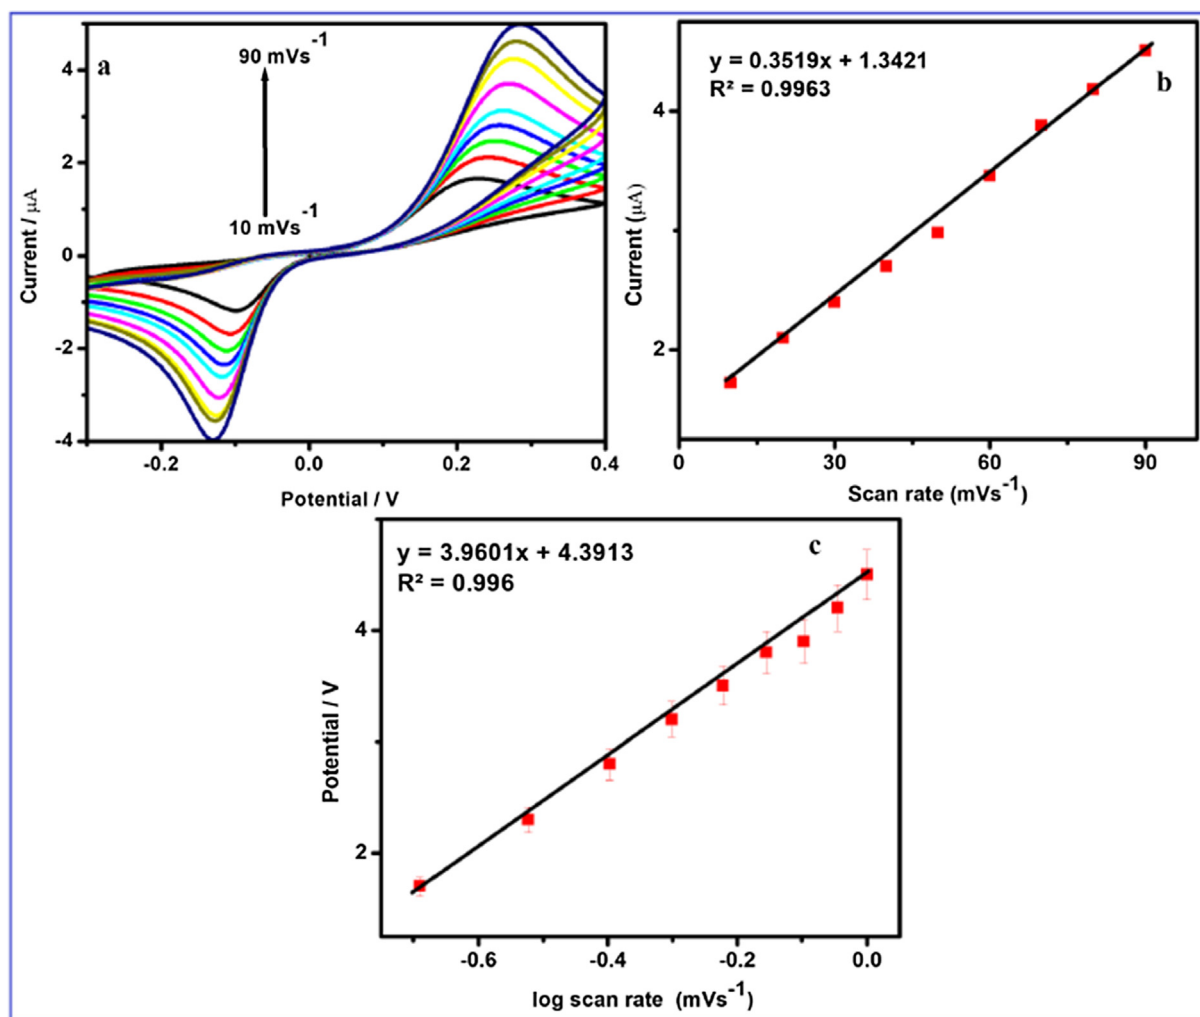 a
90 mVs-1
10 mVs-1
4
2
0
-2
-4
-0.2
0.0
0.2
0.4
Current / μA
Potential / V
y = 0.3519x + 1.3421
R² = 0.9963
b
4
2
0
30
60
90
Current (μA)
Scan rate (mVs-1)
y = 3.9601x + 4.3913
R² = 0.996
c
4
2
-0.6
-0.4
-0.2
0.0
Potential / V
log scan rate (mVs-1)